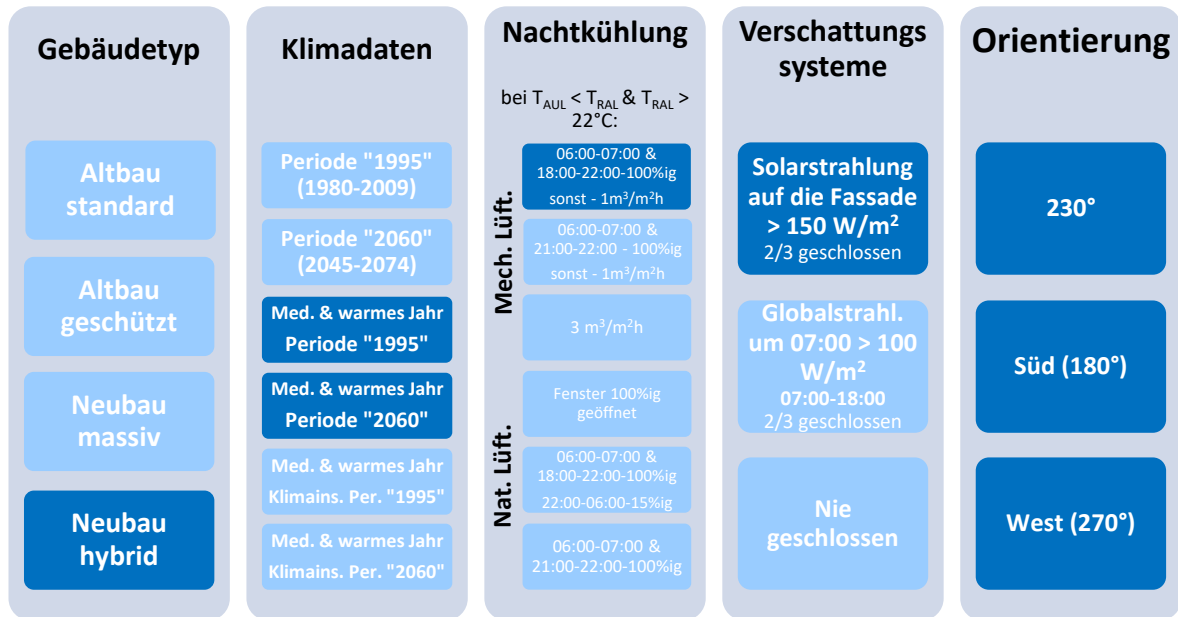 Gebäudetyp
Altbau
standard
Altbau
geschützt
Neubau
massiv
Neubau
hybrid
Klimadaten
Periode "1995"
(1980-2009)
Periode "2060"
(2045-2074)
Med. & warmes Jahr
Periode "1995"
Med. & warmes Jahr
Periode "2060"
Med. & warmes Jahr
Klimains. Per. "1995"
Med. & warmes Jahr
Klimains. Per. "2060"
Nachtkühlung
bei T_AUL < T_RAL & T_RAL >
22°C:
Mech. Lüft.
06:00-07:00 &
18:00-22:00-100%ig
sonst - 1m³/m²h
06:00-07:00 &
21:00-22:00 - 100%ig
sonst - 1m³/m²h
3 m³/m²h
Nat. Lüft.
Fenster 100%ig
geöffnet
06:00-07:00 &
18:00-22:00-100%ig
22:00-06:00-15%ig
06:00-07:00 &
21:00-22:00-100%ig
Verschattungs
systeme
Solarstrahlung
auf die Fassade
> 150 W/m²
2/3 geschlossen
Globalstrahl.
um 07:00 > 100
W/m²
07:00-18:00
2/3 geschlossen
Nie
geschlossen
Orientierung
230°
Süd (180°)
West (270°)